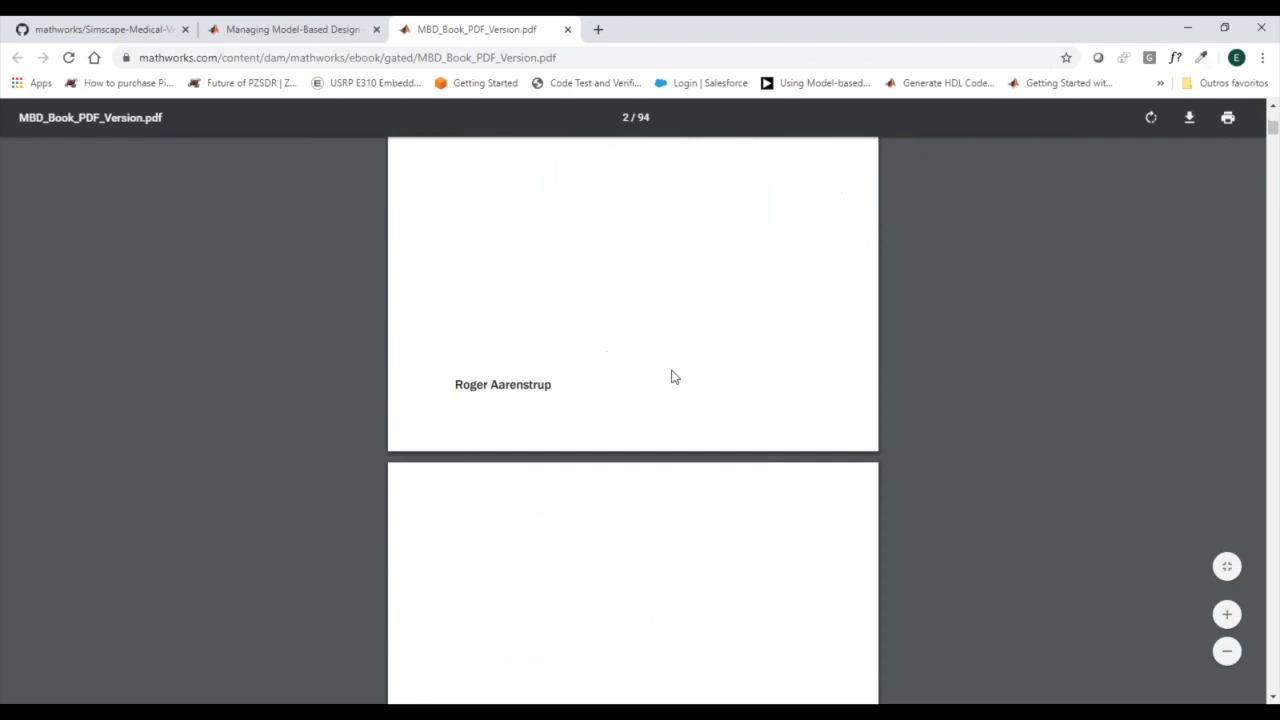 mathworks/Simscape-Medical-V
Managing Model-Based Design
MBD_Book_PDF_Version.pdf
mathworks.com/content/dam/mathworks/ebook/gated/MBD_Book_PDF_Version.pdf
G
f?
E
Apps
How to purchase Pi...
Future of PZSDR | Z...
E
USRP E310 Embedd...
Getting Started
Code Test and Verifi...
Login | Salesforce
Using Model-based...
Generate HDL Code...
Getting Started wit...
»
Outros favoritos
MBD_Book_PDF_Version.pdf
2 / 94
Roger Aarenstrup